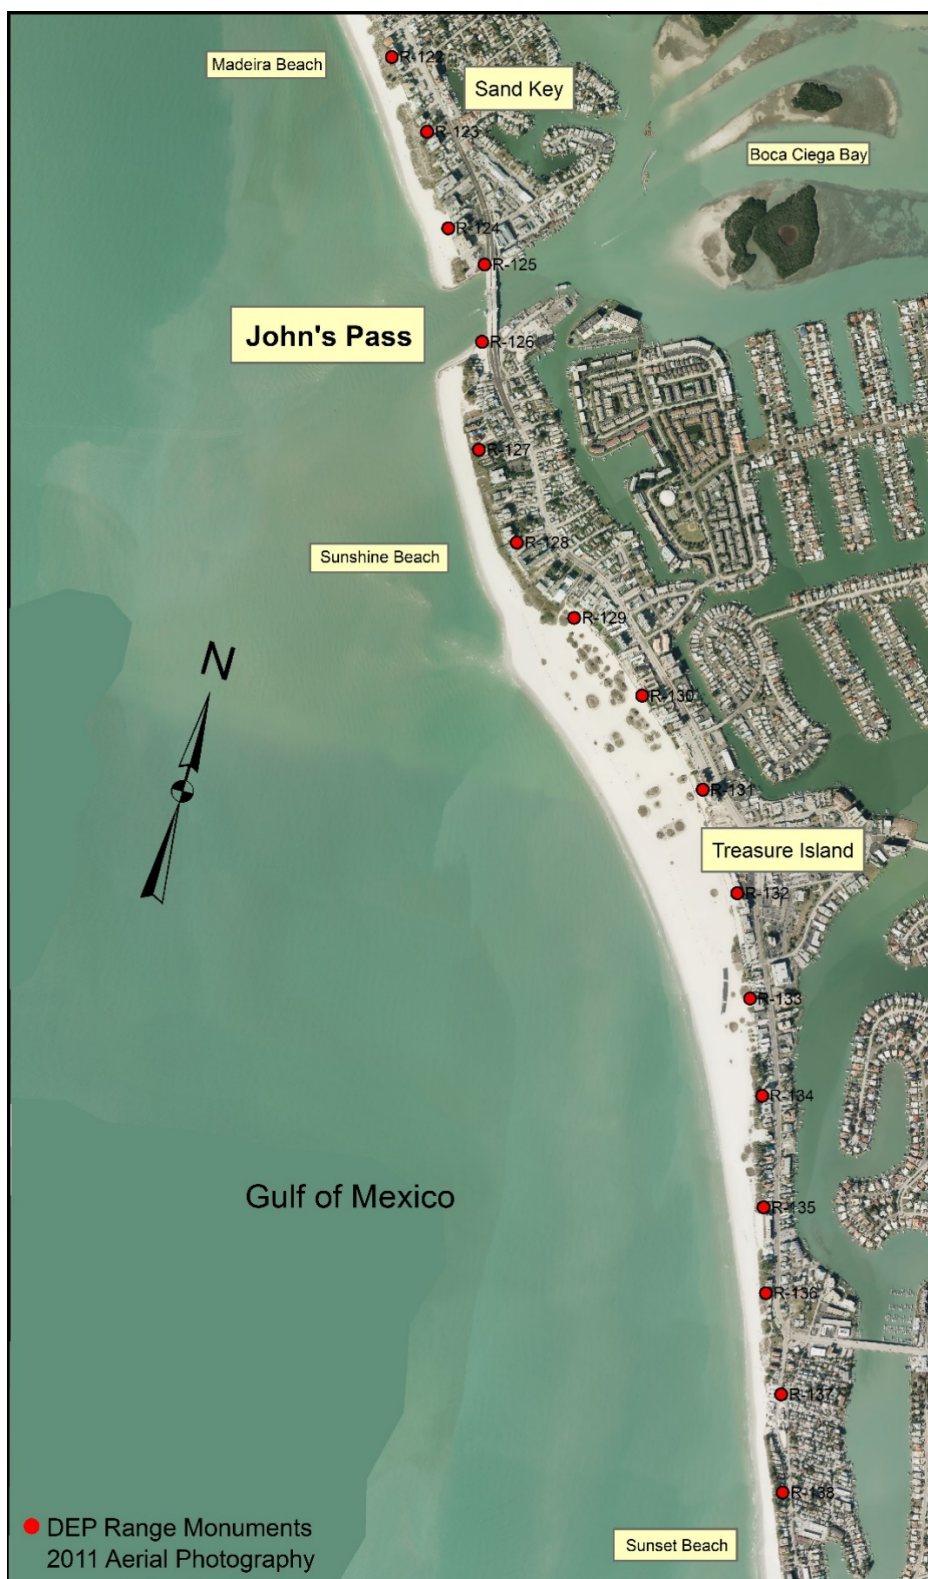 R-122
Madeira Beach
Sand Key
R-123
Boca Ciega Bay
R-124
R-125
John's Pass
R-126
R-127
R-128
Sunshine Beach
R-129
N
R-130
R-131
Treasure Island
R-132
R-133
R-134
Gulf of Mexico
R-135
R-136
R-137
R-138
DEP Range Monuments
2011 Aerial Photography
Sunset Beach